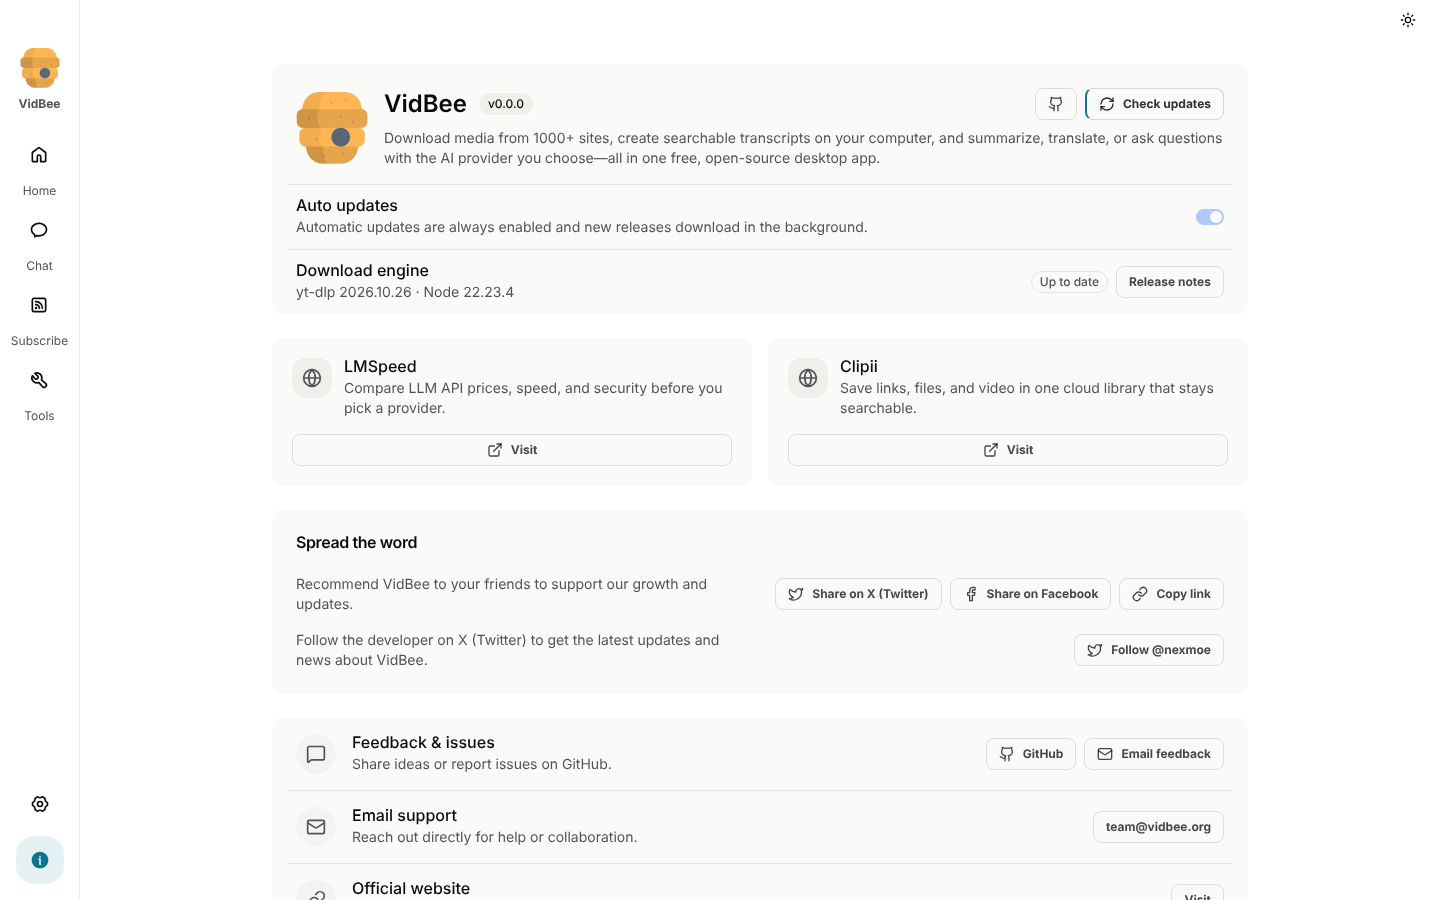 VidBee
Home
Chat
Subscribe
Tools
VidBee
v0.0.0
Check updates
Download media from 1000+ sites, create searchable transcripts on your computer, and summarize, translate, or ask questions
with the AI provider you choose—all in one free, open-source desktop app.
Auto updates
Automatic updates are always enabled and new releases download in the background.
Download engine
yt-dlp 2026.10.26 · Node 22.23.4
Up to date
Release notes
LMSpeed
Compare LLM API prices, speed, and security before you
pick a provider.
Visit
Clipii
Save links, files, and video in one cloud library that stays
searchable.
Visit
Spread the word
Recommend VidBee to your friends to support our growth and
updates.
Share on X (Twitter)
Share on Facebook
Copy link
Follow the developer on X (Twitter) to get the latest updates and
news about VidBee.
Follow @nexmoe
Feedback & issues
Share ideas or report issues on GitHub.
GitHub
Email feedback
Email support
Reach out directly for help or collaboration.
team@vidbee.org
Official website
Visit